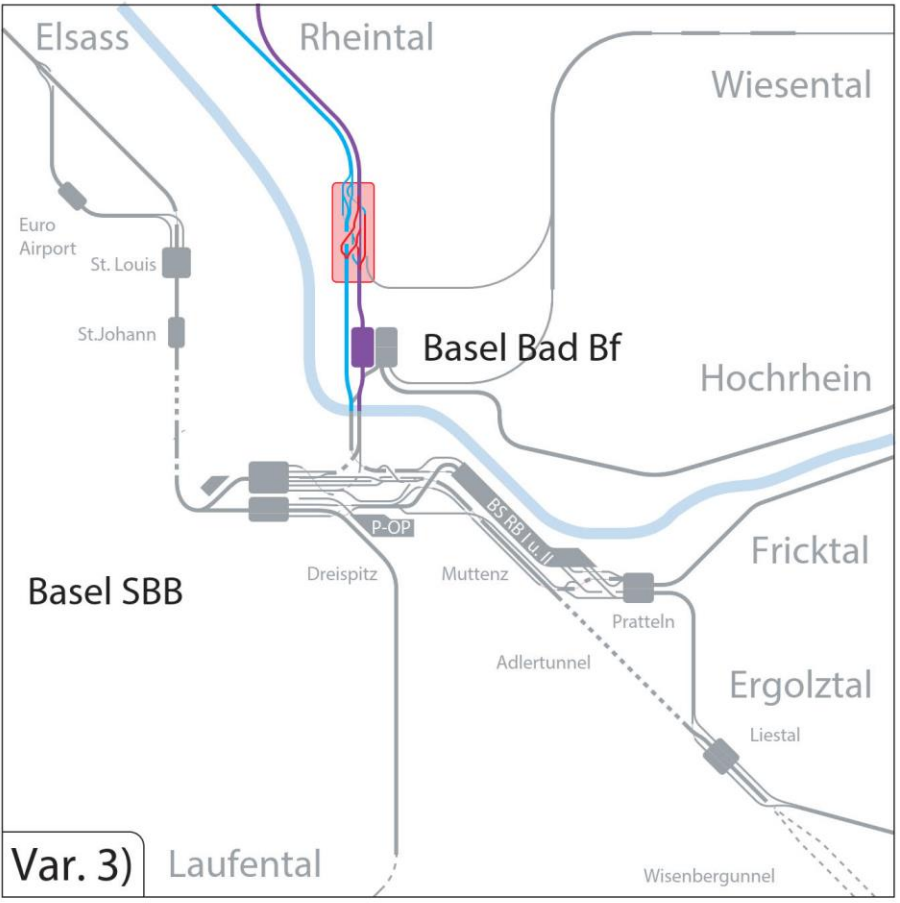 Elsass
Rheintal
Wiesental
Euro
Airport
St. Louis
St.Johann
Basel Bad Bf
Hochrhein
P-OP
BS RB I u. II
Fricktal
Dreispitz
Muttenz
Basel SBB
Pratteln
Adlertunnel
Ergolztal
Liestal
Var. 3)
Laufental
Wisenbergunnel